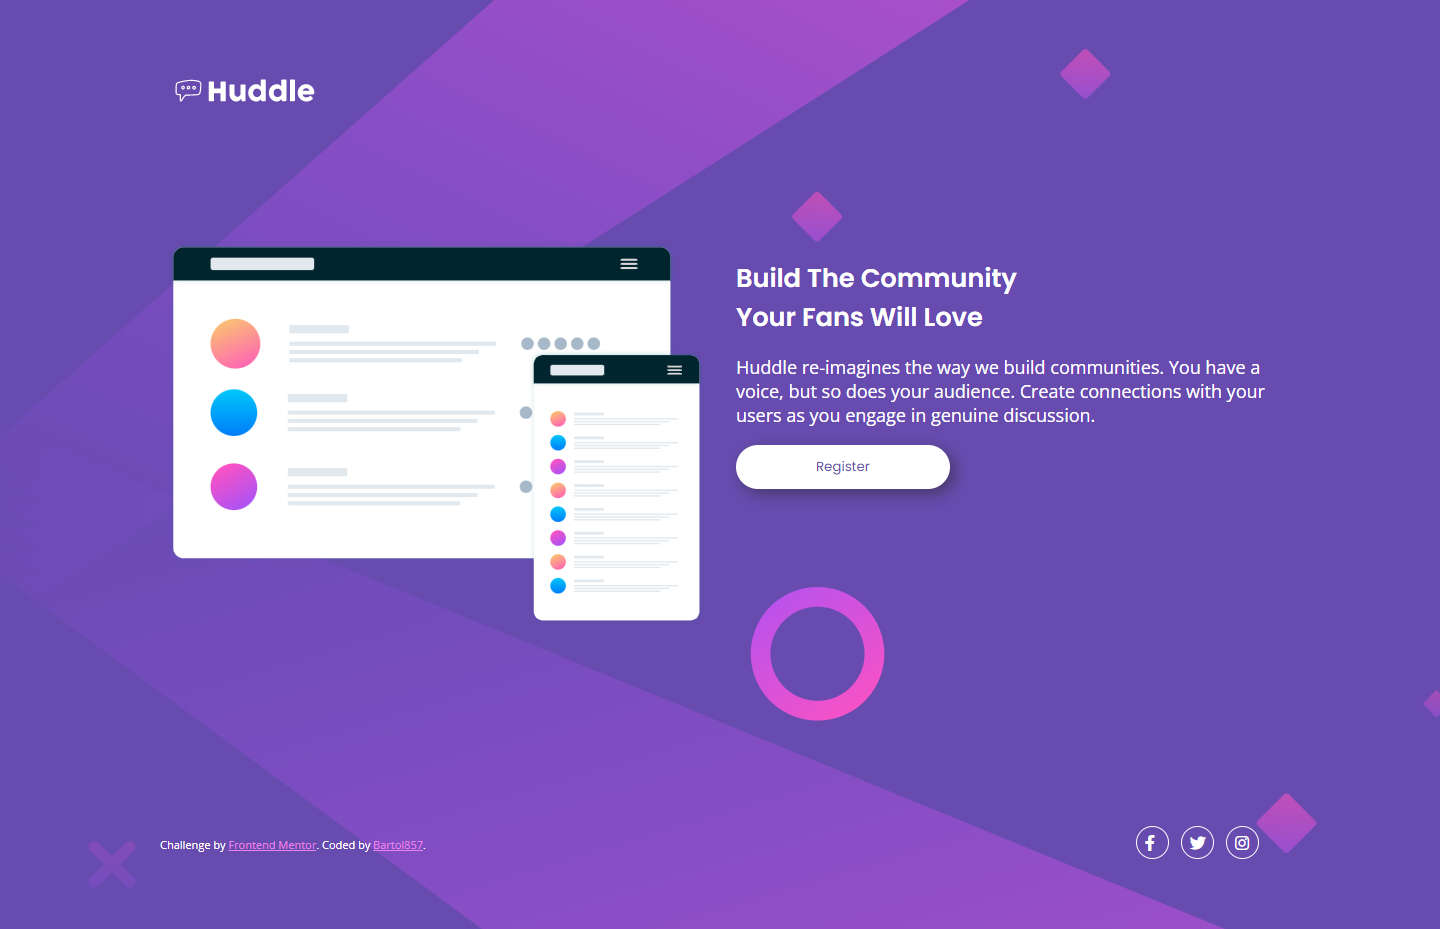 Huddle
Build The Community
Your Fans Will Love
Huddle re-imagines the way we build communities. You have a
voice, but so does your audience. Create connections with your
users as you engage in genuine discussion.
Register
Challenge by Frontend Mentor. Coded by Bartol857.